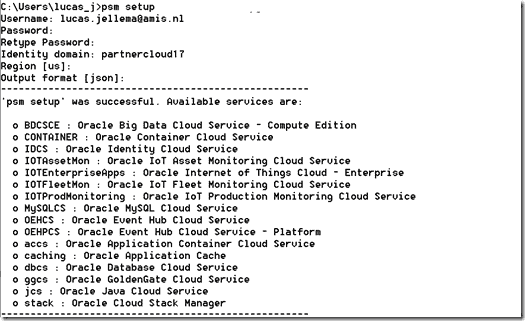 C:\Users\lucas_j>psm setup
Username: lucas.jellema@amis.nl
Password:
Retype Password:
Identity domain: partnercloud17
Region [us]:
Output format [json]:
----------------------------------------------------
'psm setup' was successful. Available services are:
o BDCSCE : Oracle Big Data Cloud Service - Compute Edition
o CONTAINER : Oracle Container Cloud Service
o IDCS : Oracle Identity Cloud Service
o IOTAssetMon : Oracle IoT Asset Monitoring Cloud Service
o IOTEnterpriseApps : Oracle Internet of Things Cloud - Enterprise
o IOTFleetMon : Oracle IoT Fleet Monitoring Cloud Service
o IOTProdMonitoring : Oracle IoT Production Monitoring Cloud Service
o MySQLCS : Oracle MySQL Cloud Service
o OEHCS : Oracle Event Hub Cloud Service
o OEHPCS : Oracle Event Hub Cloud Service - Platform
o accs : Oracle Application Container Cloud Service
o caching : Oracle Application Cache
o dbcs : Oracle Database Cloud Service
o ggcs : Oracle GoldenGate Cloud Service
o jcs : Oracle Java Cloud Service
o stack : Oracle Cloud Stack Manager
----------------------------------------------------